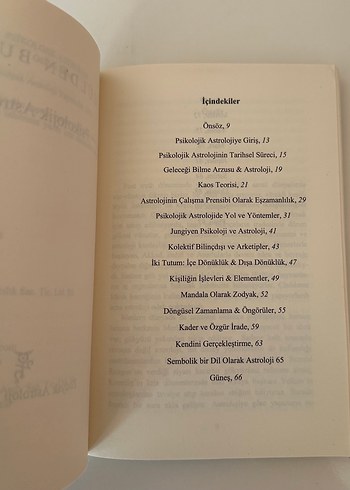 İçindekiler
Önsöz, 9
Psikolojik Astrolojiye Giriş, 13
Psikolojik Astrolojinin Tarihsel Süreci, 15
Geleceği Bilme Arzusu & Astroloji, 19
Kaos Teorisi, 21
Astrolojinin Çalışma Prensibi Olarak Eşzamanlılık, 29
Psikolojik Astrolojide Yol ve Yöntemler, 31
Jungiyen Psikoloji ve Astroloji, 41
Kolektif Bilinçdışı ve Arketipler, 43
İki Tutum: İçe Dönüklük & Dışa Dönüklük, 47
Kişiliğin İşlevleri & Elementler, 49
Mandala Olarak Zodyak, 52
Döngüsel Zamanlama & Öngörüler, 55
Kader ve Özgür İrade, 59
Kendini Gerçekleştirme, 63
Sembolik bir Dil Olarak Astroloji 65
Güneş, 66